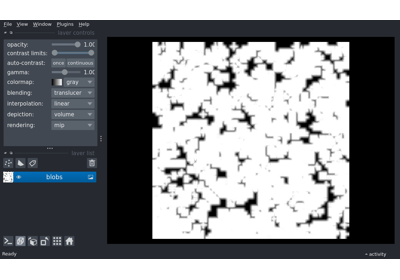 File View Window Plugins Help
layer controls
opacity: 1.00
contrast limits:
auto-contrast: once continuous
gamma: 1.00
colormap: gray
blending: translucer
interpolation: linear
depiction: volume
rendering: mip
layer list
blobs
Ready activity